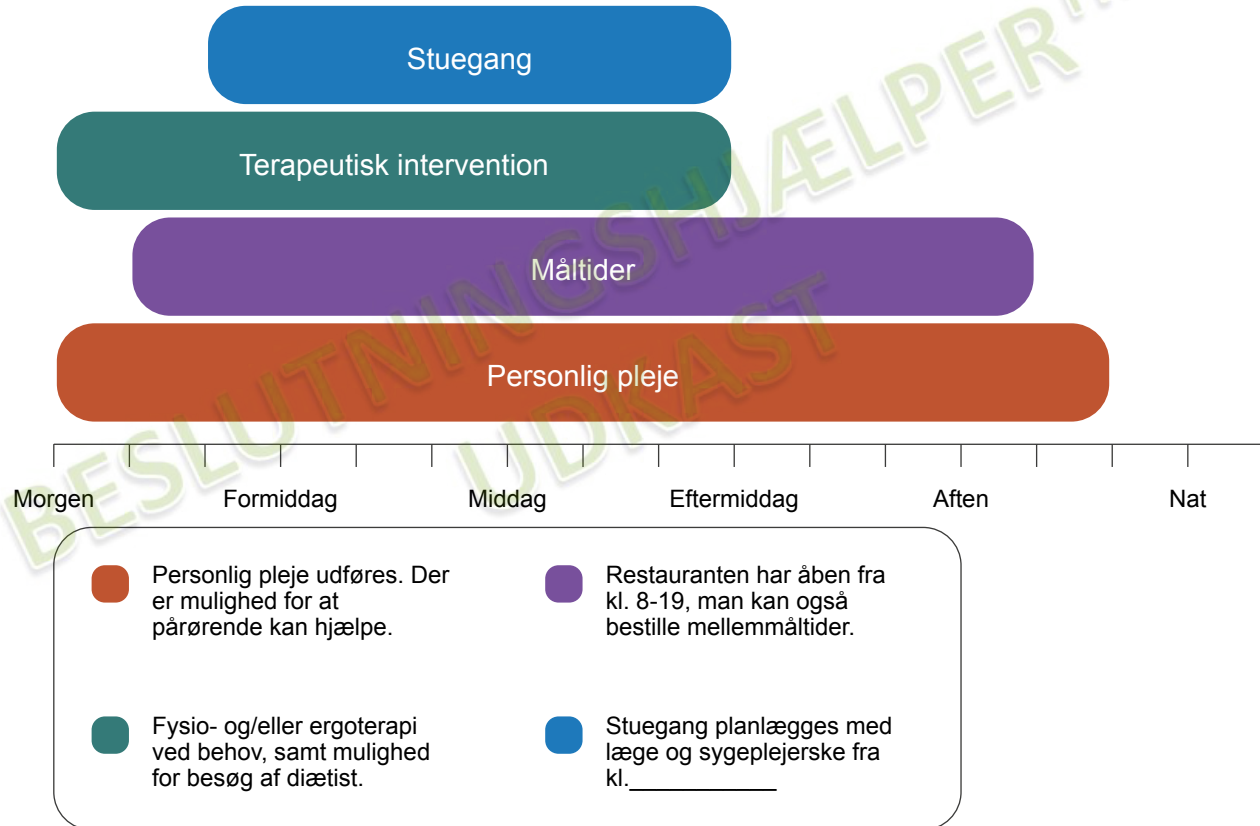 Stuegang
Terapeutisk intervention
Måltider
Personlig pleje
Morgen Formiddag Middag Eftermiddag Aften Nat
Personlig pleje udføres. Der
er mulighed for at
pårørende kan hjælpe.
Restauranten har åben fra
kl. 8-19, man kan også
bestille mellemmåltider.
Fysio- og/eller ergoterapi
ved behov, samt mulighed
for besøg af diætist.
Stuegang planlægges med
læge og sygeplejerske fra
kl.___________
BESLUTNINGSHJÆLPER
UDKAST